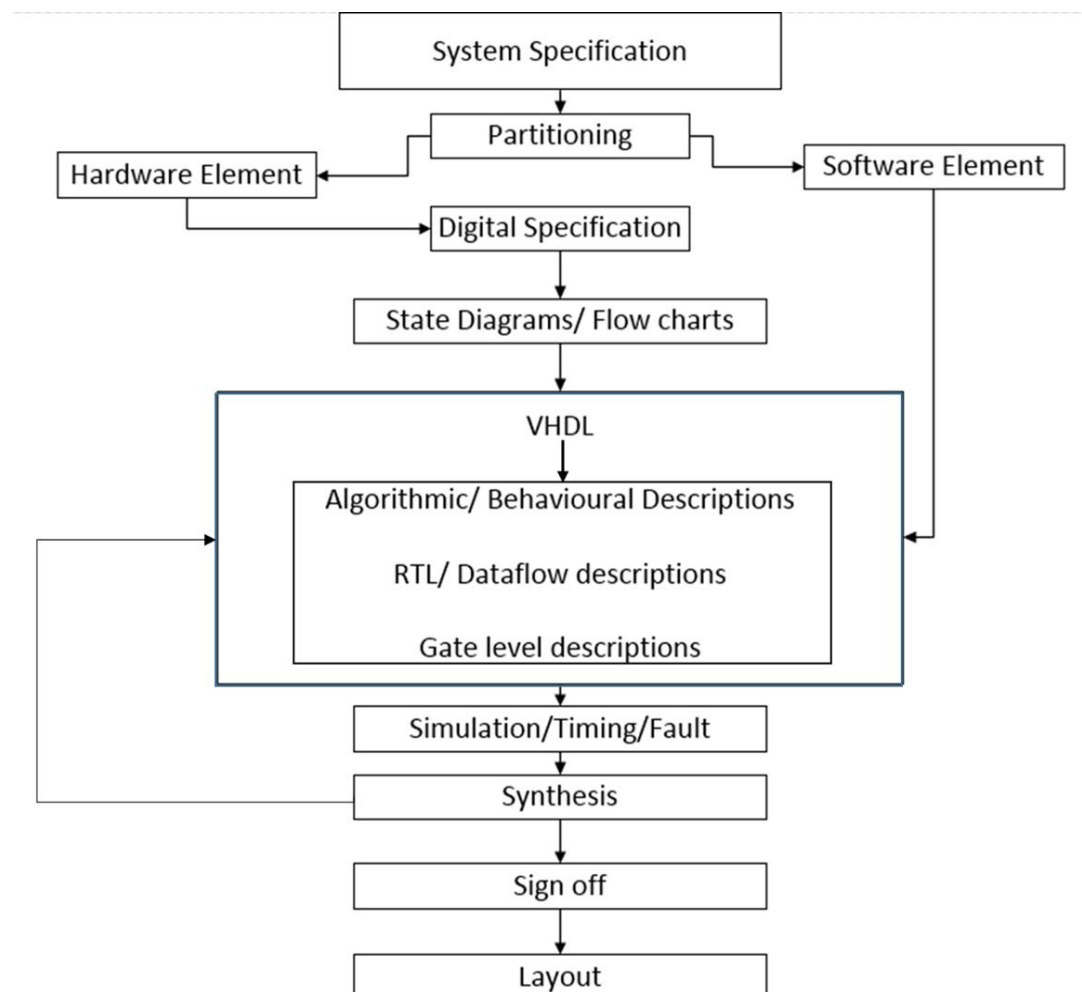 System Specification
Partitioning
Hardware Element
Software Element
Digital Specification
State Diagrams/ Flow charts
VHDL
Algorithmic/ Behavioural Descriptions
RTL/ Dataflow descriptions
Gate level descriptions
Simulation/Timing/Fault
Synthesis
Sign off
Layout